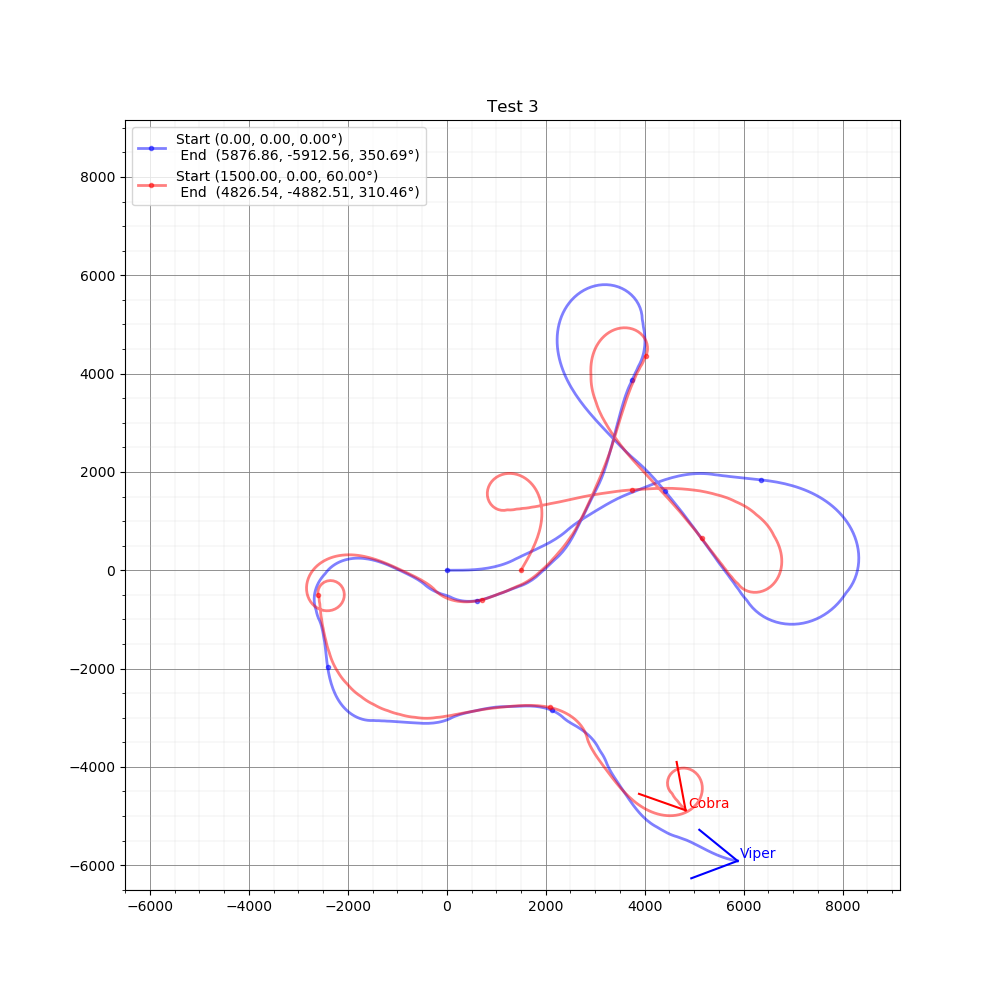 Test 3
Start (0.00, 0.00, 0.00°)
End (5876.86, -5912.56, 350.69°)
Start (1500.00, 0.00, 60.00°)
End (4826.54, -4882.51, 310.46°)
8000
6000
4000
2000
0
−2000
−4000
−6000
Cobra
Viper
−6000 −4000 −2000 0 2000 4000 6000 8000